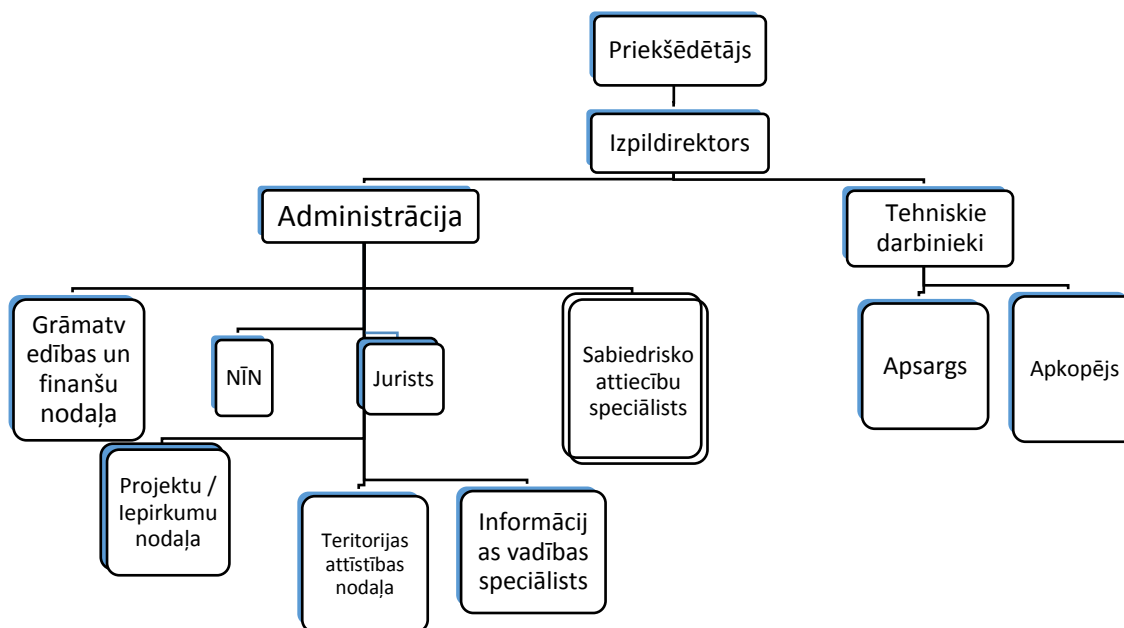 Priekšēdētājs
Izpildirektors
Administrācija
Tehniskie
darbinieki
Grāmatv
edības un
finanšu
nodaļa
NĪN
Jurists
Sabiedrisko
attiecību
speciālists
Apsargs
Apkopējs
Projektu /
Iepirkumu
nodaļa
Teritorijas
attīstības
nodaļa
Informācij
as vadības
speciālists